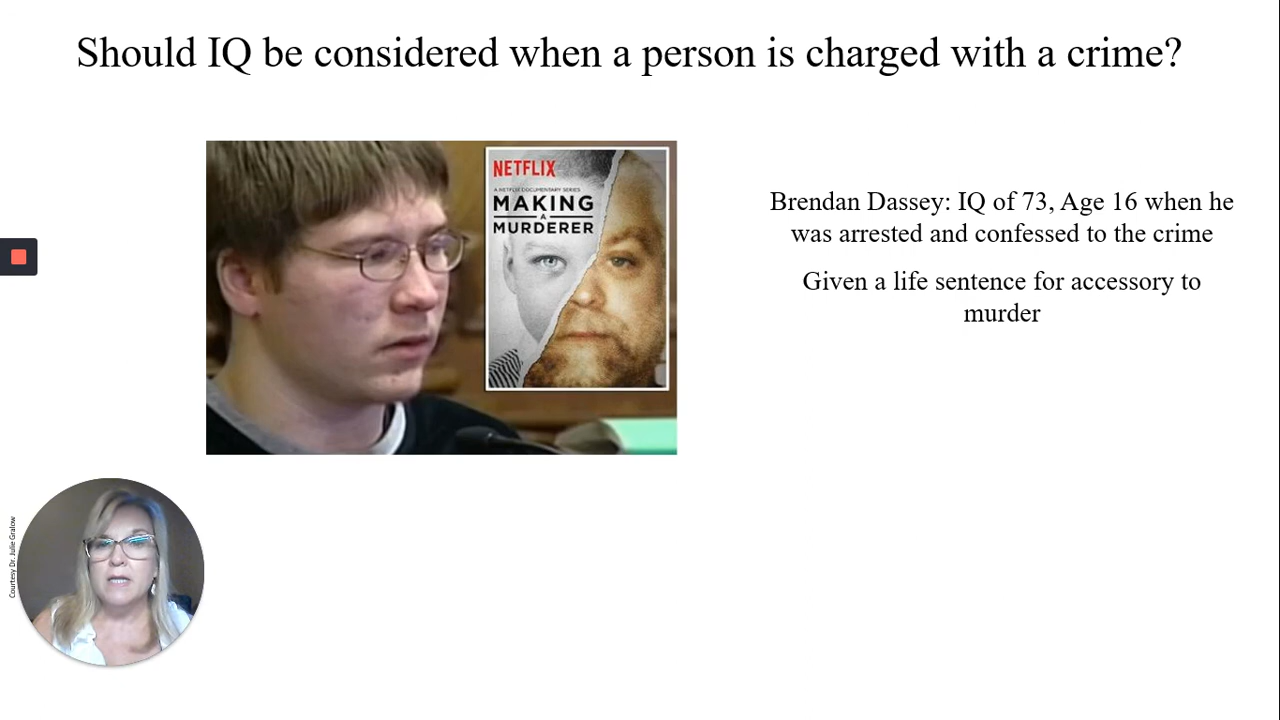 Should IQ be considered when a person is charged with a crime?
NETFLIX
A NETFLIX DOCUMENTARY SERIES
MAKING
A
MURDERER
Brendan Dassey: IQ of 73, Age 16 when he
was arrested and confessed to the crime
Given a life sentence for accessory to
murder
Courtesy Dr. Julie Gralow